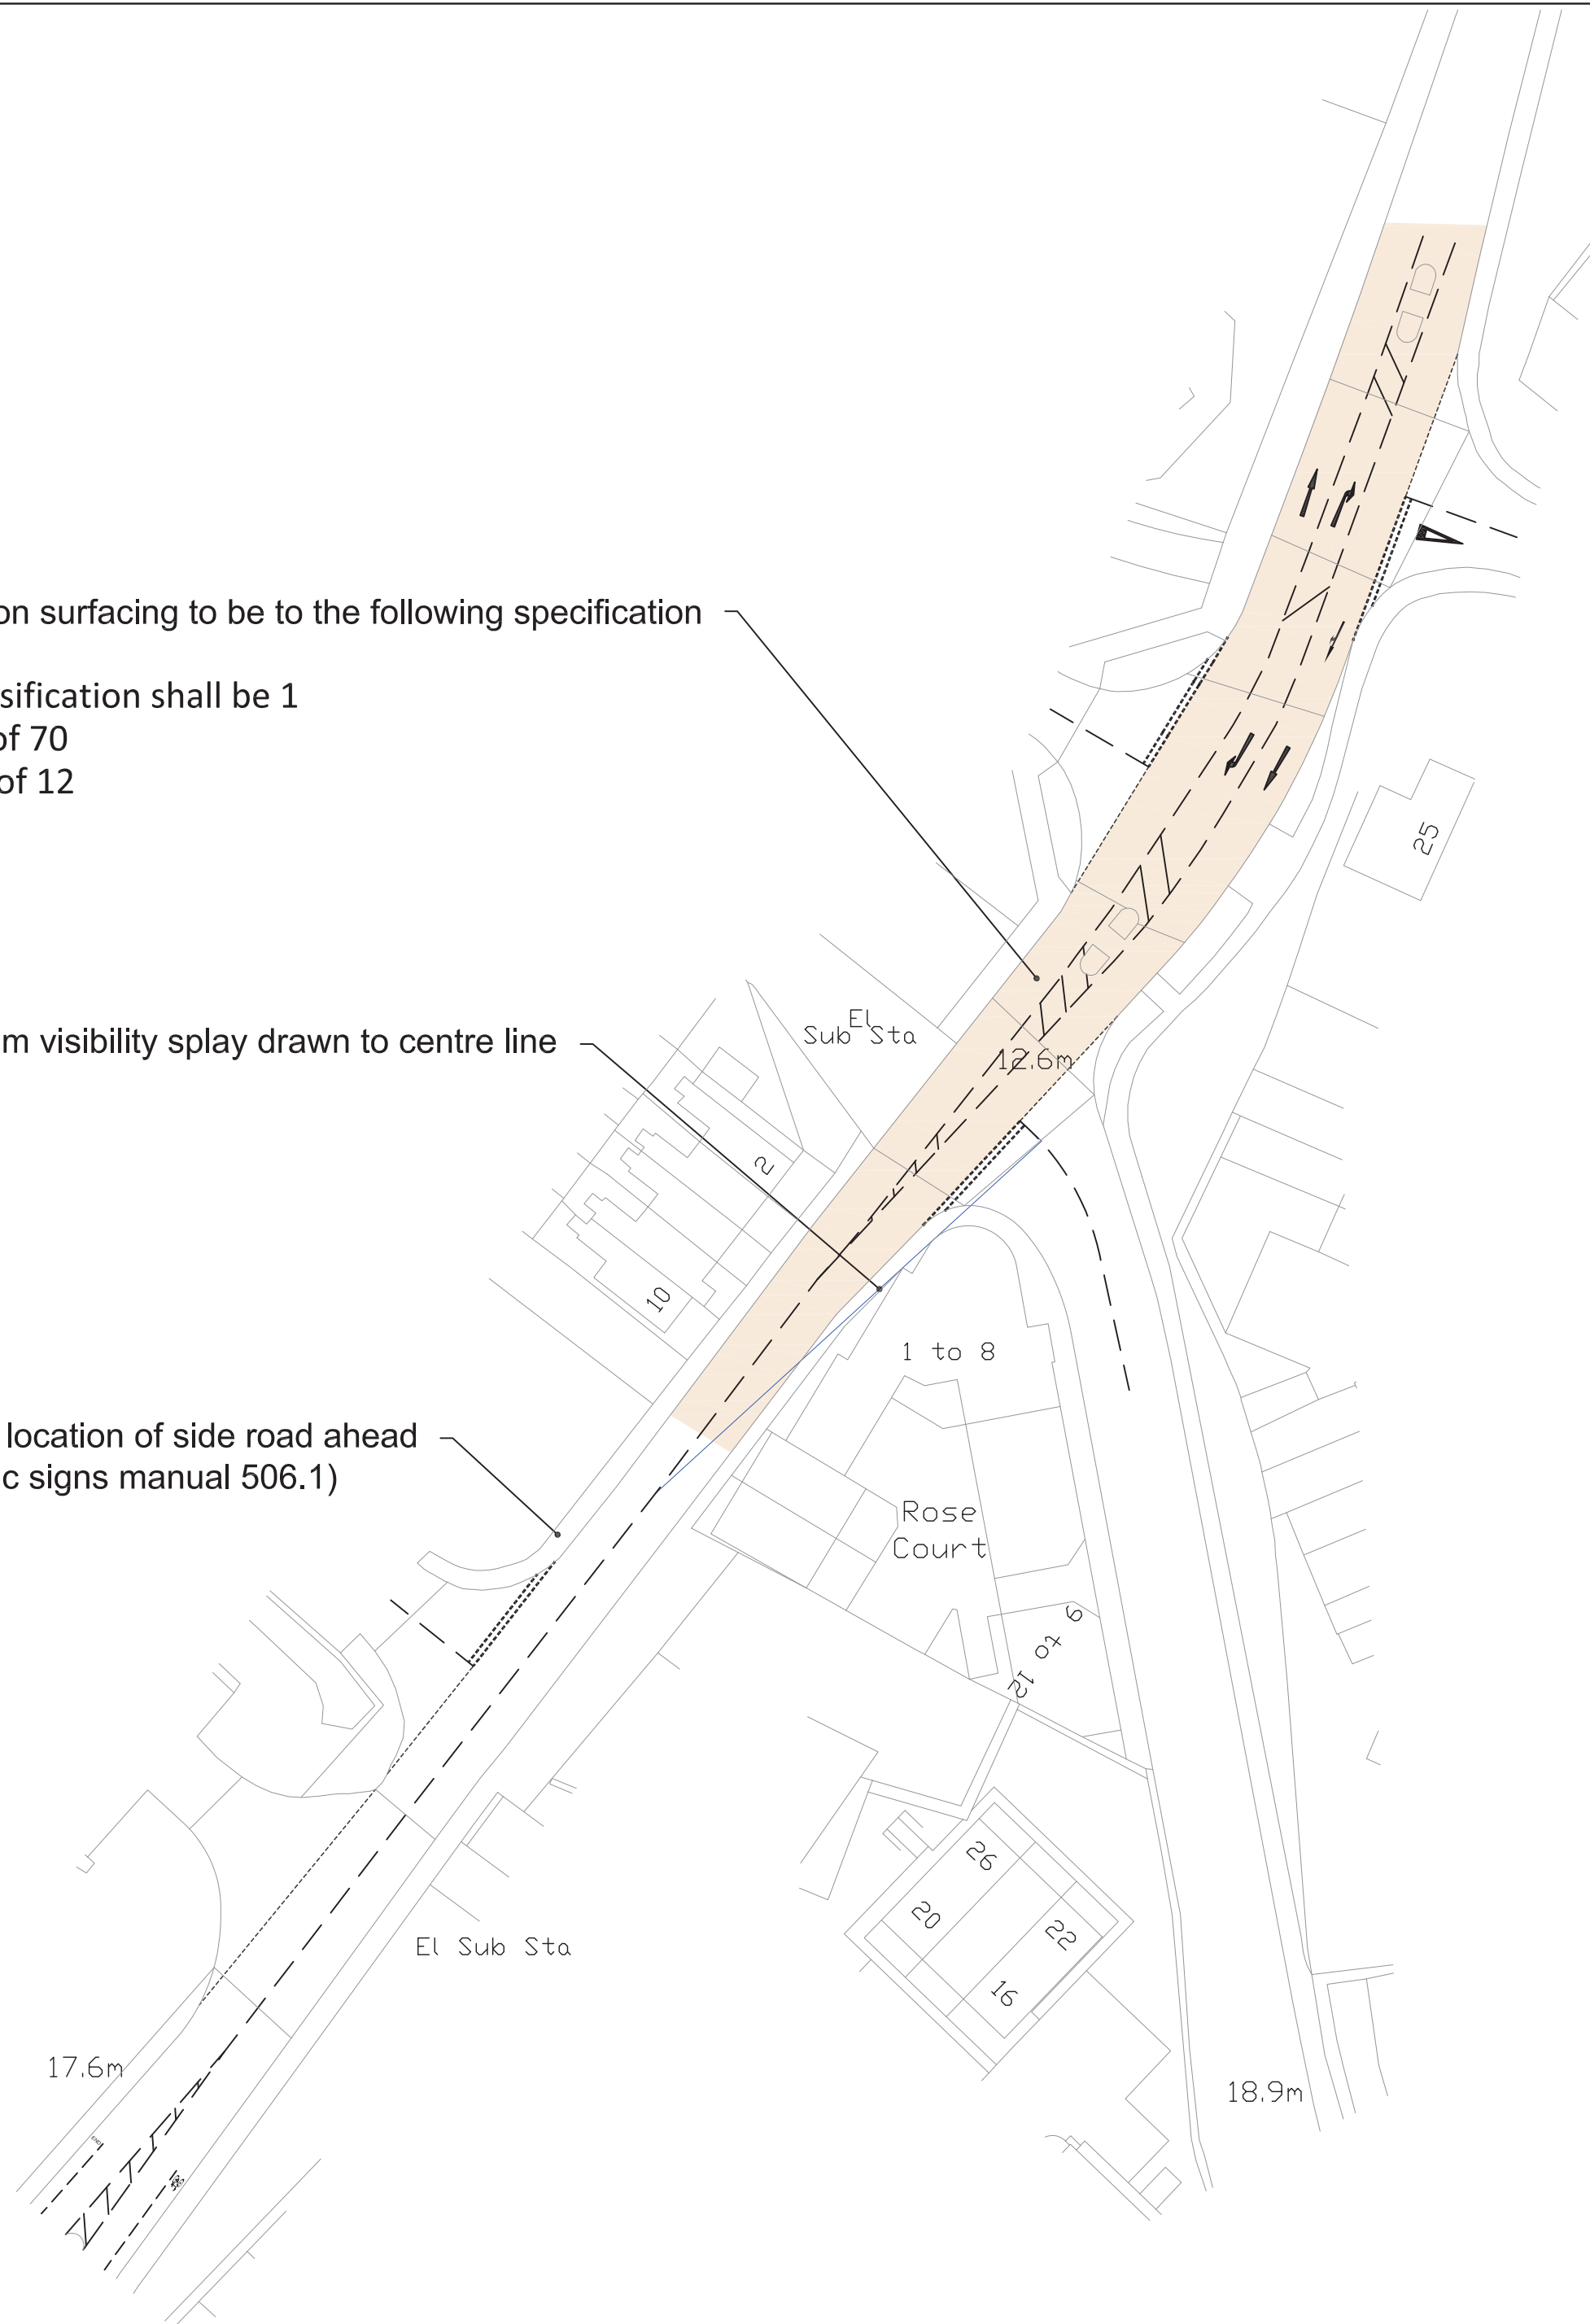 on surfacing to be to the following specification
sification shall be 1
of 70
of 12
25
El
Sub Sta
12.6m
m visibility splay drawn to centre line
2
10
1 to 8
location of side road ahead
c signs manual 506.1)
Rose
Court
9 to 12
26
20
22
16
El Sub Sta
17.6m
18.9m